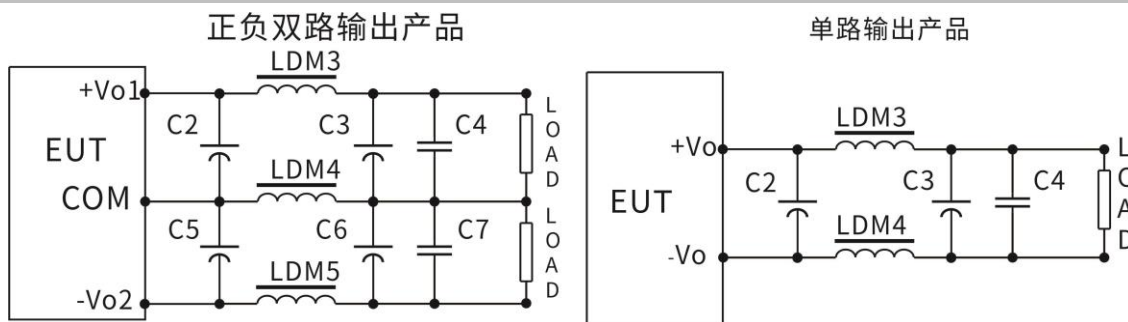 正负双路输出产品
LDM3
+Vo1
C2
C3
C4
LOAD
EUT
LDM4
COM
C5
C6
C7
LOAD
LDM5
-Vo2
单路输出产品
LDM3
+Vo
C2
C3
C4
LOAD
EUT
LDM4
-Vo